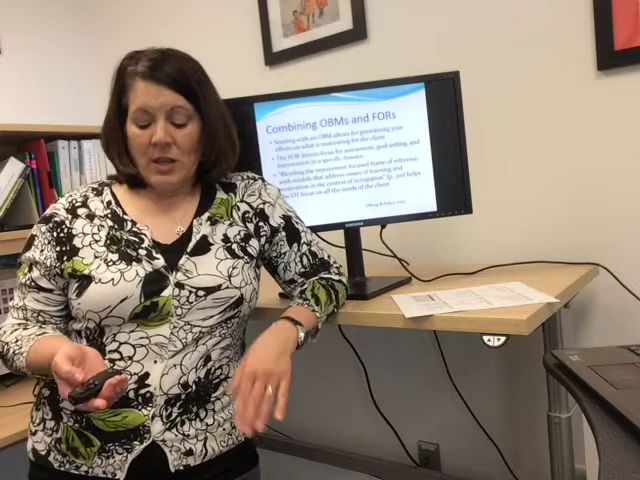 Combining OBMs and FORs
• Starting with an OBM allows for prioritizing your
efforts on what is motivating for the client
• The FOR directs focus for assessment, goal setting, and
intervention in a specific
• "Blending the impairment-focused frame of reference
with models that address issues of learning and
motivation in the context of occupation" (p. helps
the OT focus on all the needs of the client
SAMSUNG